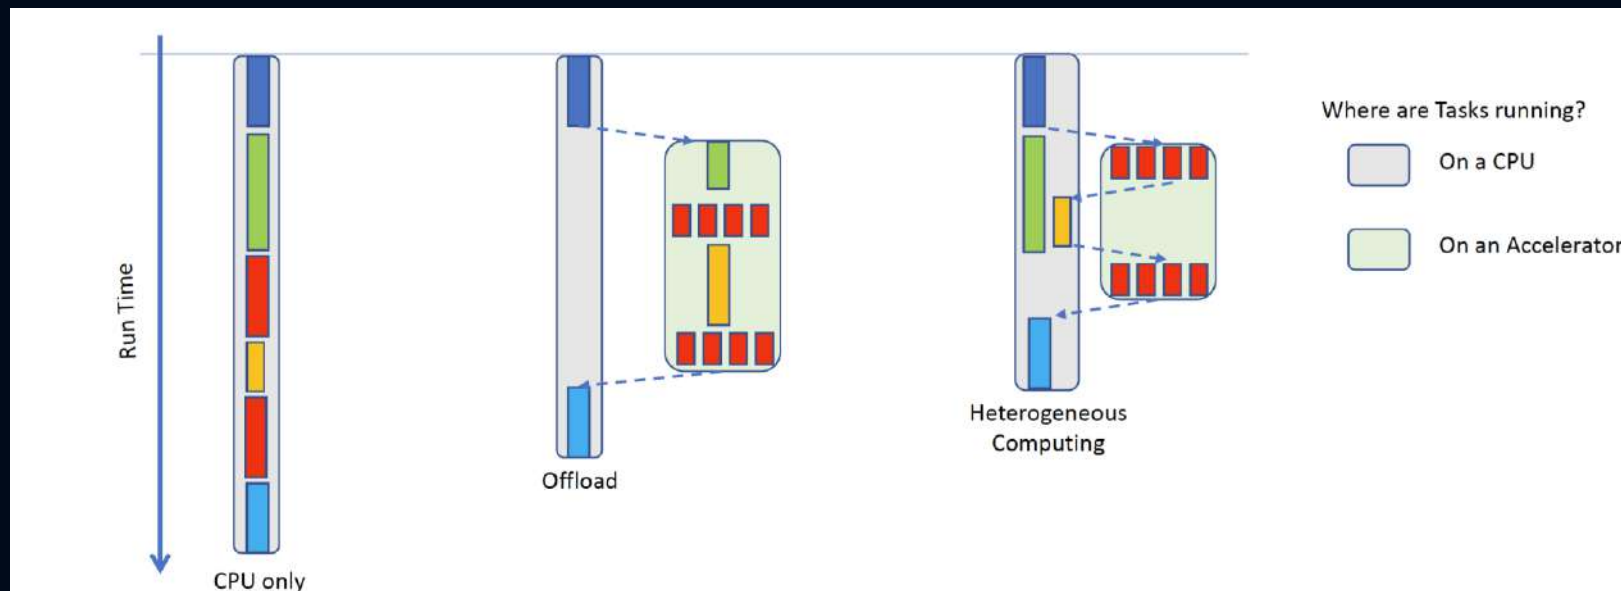 Run Time
CPU only
Offload
Heterogeneous
Computing
Where are Tasks running?
On a CPU
On an Accelerator